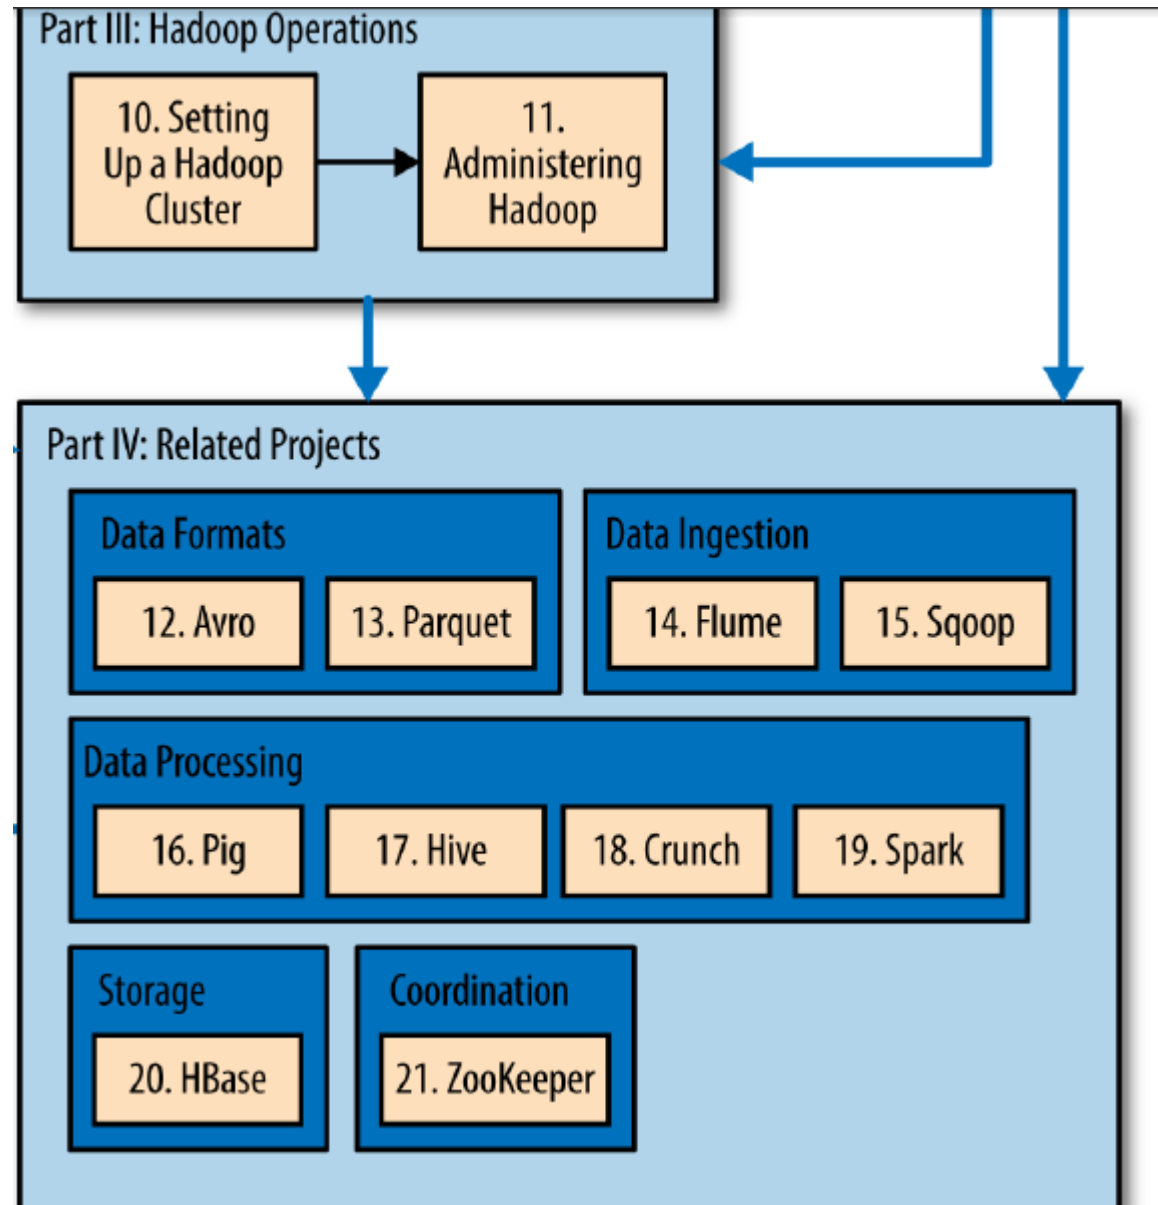 Part III: Hadoop Operations
10. Setting
Up a Hadoop
Cluster
11.
Administering
Hadoop
Part IV: Related Projects
Data Formats
12. Avro
13. Parquet
Data Ingestion
14. Flume
15. Sqoop
Data Processing
16. Pig
17. Hive
18. Crunch
19. Spark
Storage
20. HBase
Coordination
21. ZooKeeper